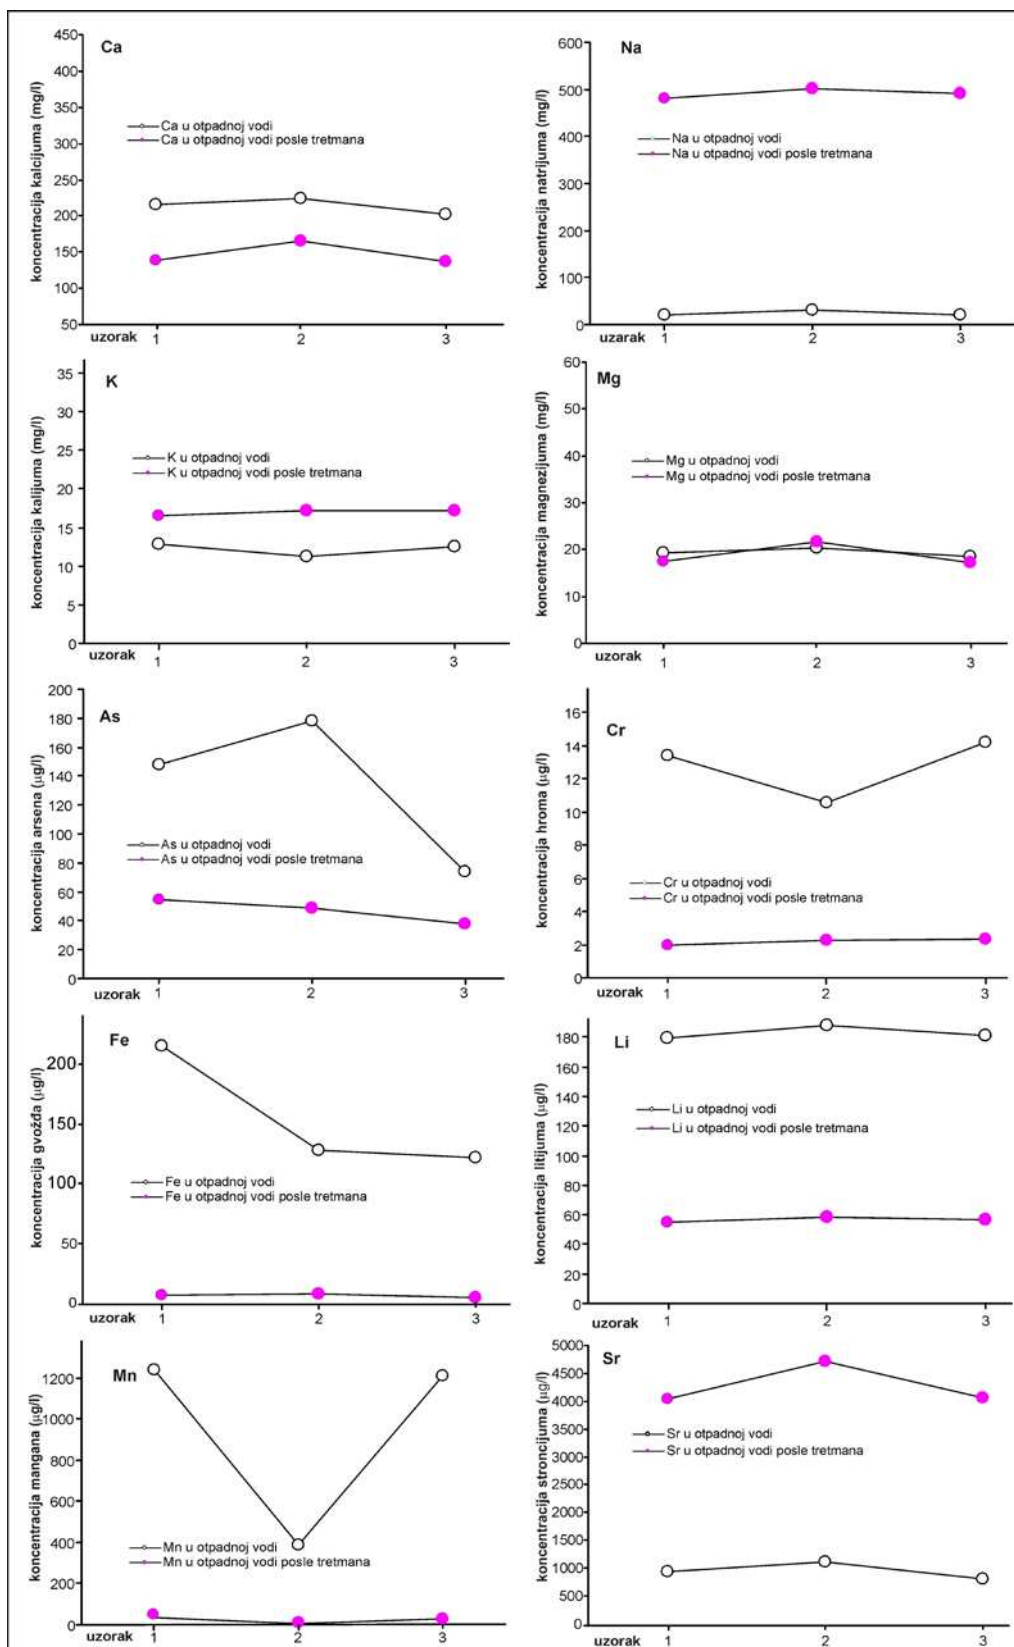 Ca
koncentracija kalcijuma (mg/l)
450
400
350
300
250
200
150
100
50
Ca u otpadnoj vodi
Ca u otpadnoj vodi posle tretmana
uzorak
1
2
3
Na
koncentracija natrijuma (mg/l)
600
500
400
300
200
100
0
Na u otpadnoj vodi
Na u otpadnoj vodi posle tretmana
uzarak
1
2
3
K
koncentracija kalijuma (mg/l)
35
30
25
20
15
10
5
0
K u otpadnoj vodi
K u otpadnoj vodi posle tretmana
uzorak
1
2
3
Mg
koncentracija magnezijuma (mg/l)
60
50
40
30
20
10
0
Mg u otpadnoj vodi
Mg u otpadnoj vodi posle tretmana
uzorak
1
2
3
As
koncentracija arsena (µg/l)
200
180
160
140
120
100
80
60
40
20
0
As u otpadnoj vodi
As u otpadnoj vodi posle tretmana
uzorak
1
2
3
Cr
koncentracija hroma (µg/l)
16
14
12
10
8
6
4
2
0
Cr u otpadnoj vodi
Cr u otpadnoj vodi posle tretmana
uzorak
1
2
3
Fe
koncentracija gvožđa (µg/l)
200
150
100
50
0
Fe u otpadnoj vodi
Fe u otpadnoj vodi posle tretmana
uzorak
1
2
3
Li
koncentracija litijuma (µg/l)
180
160
140
120
100
80
60
40
20
0
Li u otpadnoj vodi
Li u otpadnoj vodi posle tretmana
uzorak
1
2
3
Mn
koncentracija mangana (µg/l)
1200
1000
800
600
400
200
0
Mn u otpadnoj vodi
Mn u otpadnoj vodi posle tretmana
uzorak
1
2
3
Sr
koncentracija stroncijuma (µg/l)
5000
4500
4000
3500
3000
2500
2000
1500
1000
500
0
Sr u otpadnoj vodi
Sr u otpadnoj vodi posle tretmana
uzorak
1
2
3